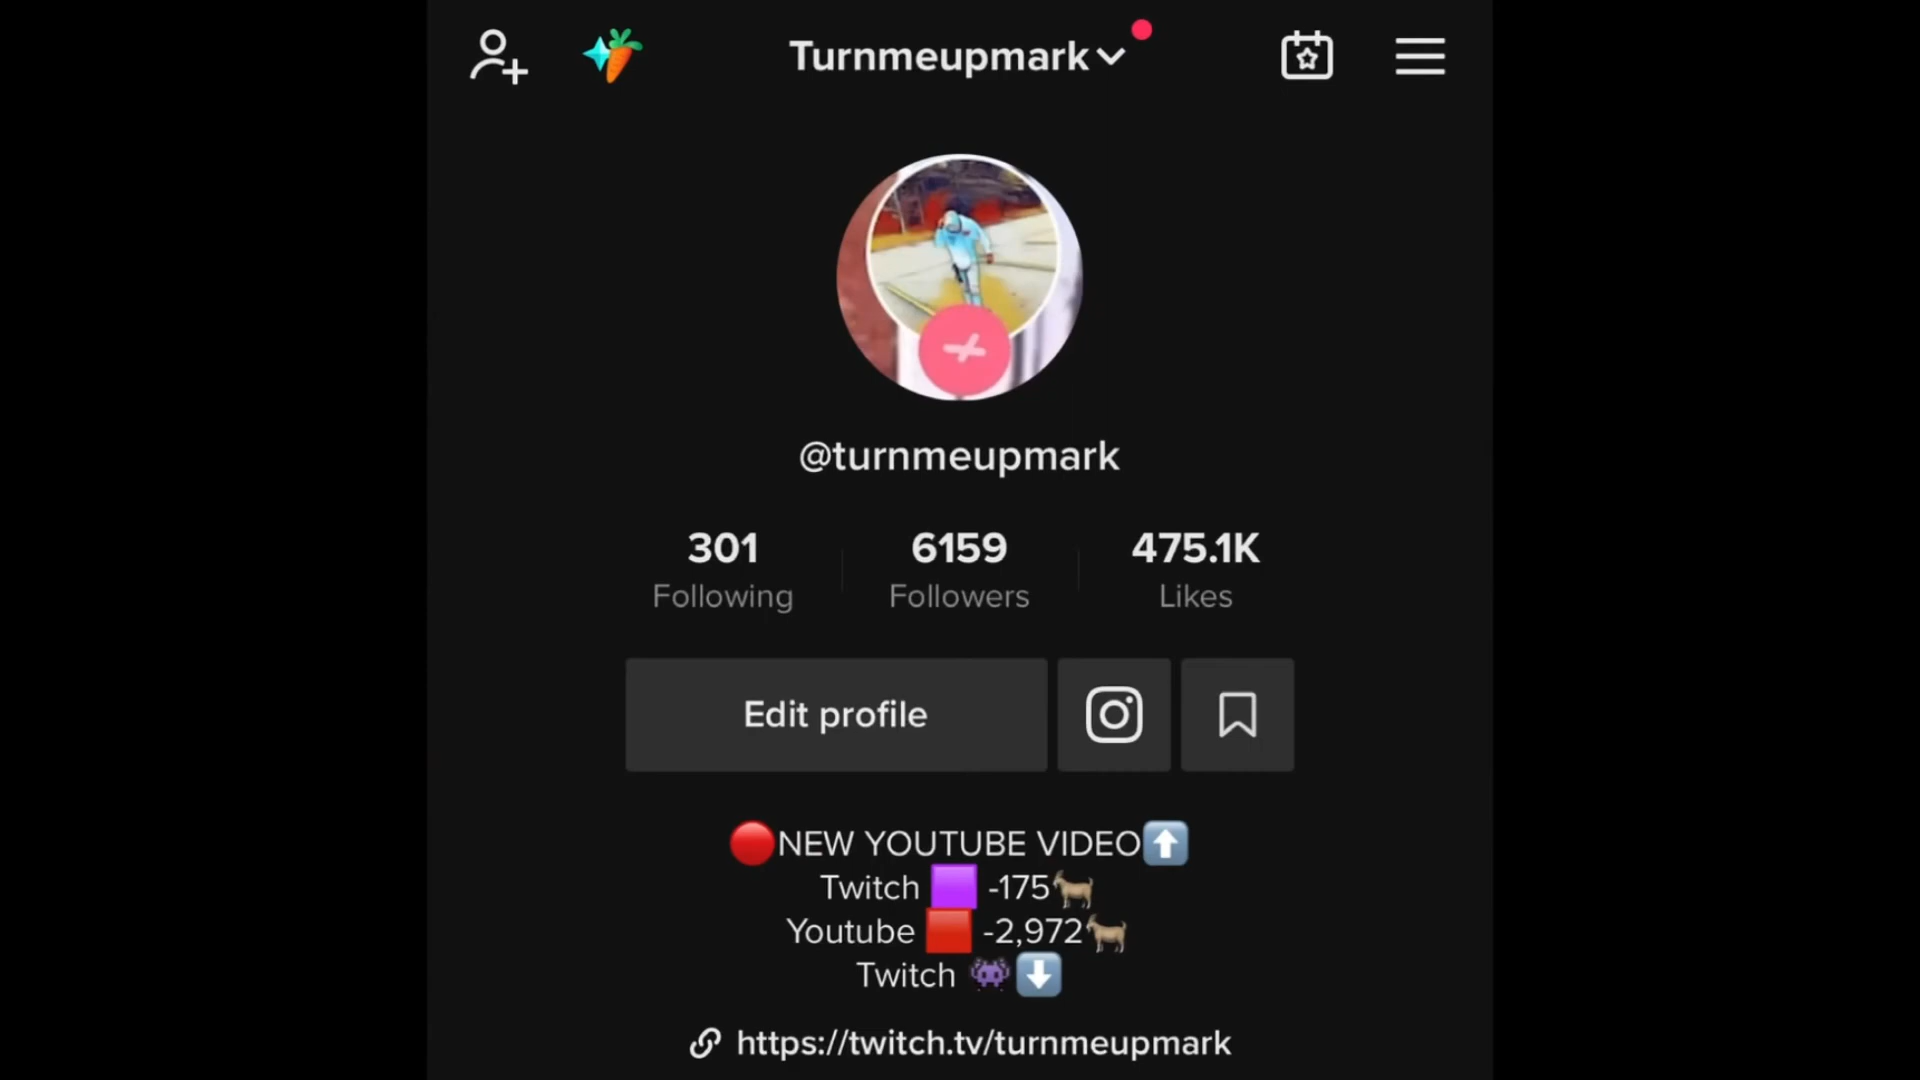 Turnmeupmark
@turnmeupmark
301 6159 475.1K
Following Followers Likes
Edit profile
🔴NEW YOUTUBE VIDEO⬆️
Twitch 🟪 -175🐐
Youtube 🟥 -2,972🐐
Twitch 👾⬇️
https://twitch.tv/turnmeupmark